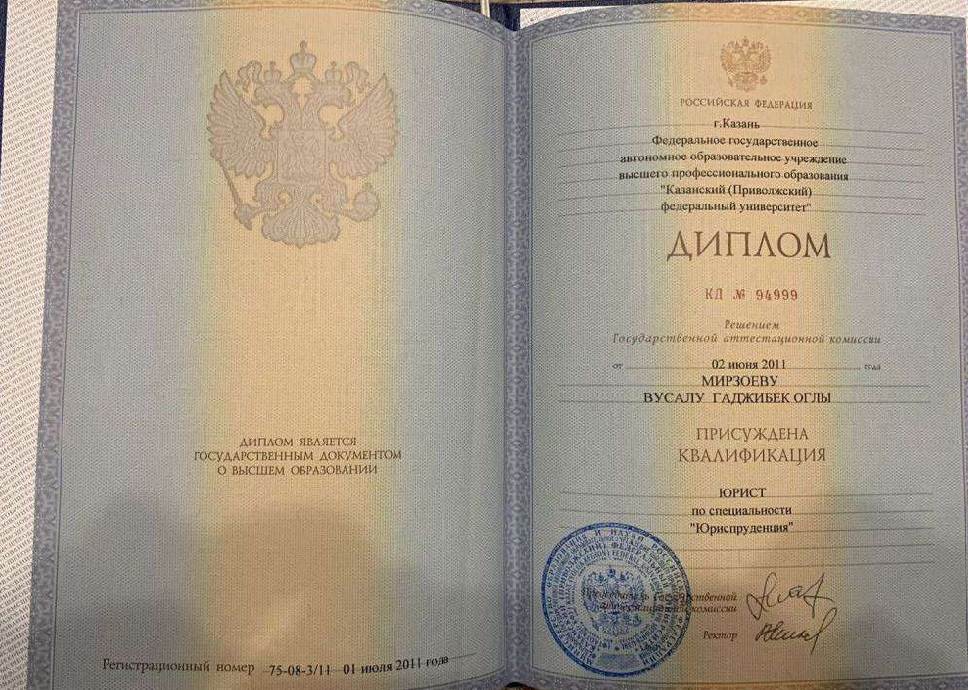 ДИПЛОМ ЯВЛЯЕТСЯ
ГОСУДАРСТВЕННЫМ ДОКУМЕНТОМ
О ВЫСШЕМ ОБРАЗОВАНИИ
Регистрационный номер 75-08-3/11 01 июля 2011 года
РОССИЙСКАЯ ФЕДЕРАЦИЯ
г.Казань
Федеральное государственное
автономное образовательное учреждение
высшего профессионального образования
"Казанский (Приволжский)
федеральный университет"
ДИПЛОМ
КД № 94999
Решением
Государственной аттестационной комиссии
от 02 июня 2011 года
МИРЗОЕВУ
ВУСАЛУ ГАДЖИБЕК ОГЛЫ
ПРИСУЖДЕНА
КВАЛИФИКАЦИЯ
ЮРИСТ
по специальности
"Юриспруденция"
Председатель Государственной
аттестационной комиссии
Ректор